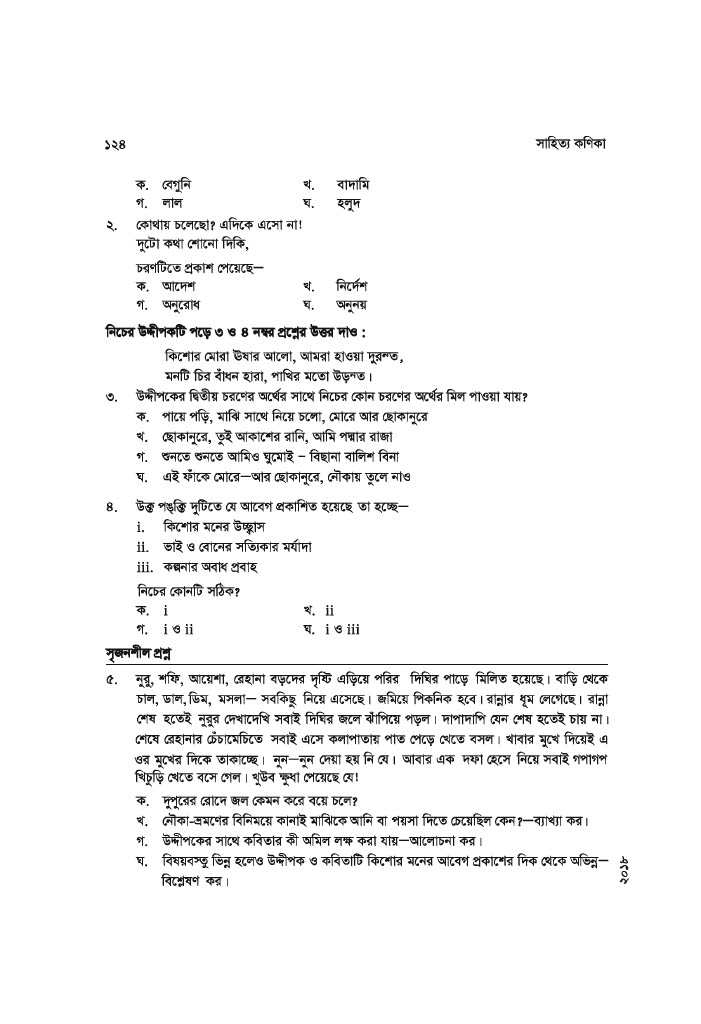 ১২৪ সাহিত্য কণিকা
ক. বেগুনি খ. বাদামি
গ. লাল ঘ. হলুদ
২. কোথায় চলেছো? এদিকে এসো না!
দুটো কথা শোনো দিকি,
চরণটিতে প্রকাশ পেয়েছে—
ক. আদেশ খ. নির্দেশ
গ. অনুরোধ ঘ. অনুনয়
নিচের উদ্দীপকটি পড়ে ৩ ও ৪ নম্বর প্রশ্নের উত্তর দাও :
কিশোর মোরা ঊষার আলো, আমরা হাওয়া দুরন্ত,
মনটি চির বাঁধন হারা, পাখির মতো উড়ন্ত।
৩. উদ্দীপকের দ্বিতীয় চরণের অর্থের সাথে নিচের কোন চরণের অর্থের মিল পাওয়া যায়?
ক. পায়ে পড়ি, মাঝি সাথে নিয়ে চলো, মোরে আর ছোকানুরে
খ. ছোকানুরে, তুই আকাশের রানি, আমি পদ্মার রাজা
গ. শুনতে শুনতে আমিও ঘুমোই – বিছানা বালিশ বিনা
ঘ. এই ফাঁকে মোরে—আর ছোকানুরে, নৌকায় তুলে নাও
৪. উক্ত পঙ্‌ক্তি দুটিতে যে আবেগ প্রকাশিত হয়েছে তা হচ্ছে—
i. কিশোর মনের উচ্ছ্বাস
ii. ভাই ও বোনের সত্যিকার মর্যাদা
iii. কল্পনার অবাধ প্রবাহ
নিচের কোনটি সঠিক?
ক. i খ. ii
গ. i ও ii ঘ. i ও iii
সৃজনশীল প্রশ্ন
৫. নুরু, শফি, আয়েশা, রেহানা বড়দের দৃষ্টি এড়িয়ে পরির দিঘির পাড়ে মিলিত হয়েছে। বাড়ি থেকে
চাল, ডাল, ডিম, মসলা— সবকিছু নিয়ে এসেছে। জমিয়ে পিকনিক হবে। রান্নার ধূম লেগেছে। রান্না
শেষ হতেই নুরুর দেখাদেখি সবাই দিঘির জলে ঝাঁপিয়ে পড়ল। দাপাদাপি যেন শেষ হতেই চায় না।
শেষে রেহানার চেঁচামেচিতে সবাই এসে কলাপাতায় পাত পেড়ে খেতে বসল। খাবার মুখে দিয়েই এ
ওর মুখের দিকে তাকাচ্ছে। নুন—নুন দেয়া হয় নি যে। আবার এক দফা হেসে নিয়ে সবাই গপাগপ
খিচুড়ি খেতে বসে গেল। খুউব ক্ষুধা পেয়েছে যে!
ক. দুপুরের রোদে জল কেমন করে বয়ে চলে?
খ. নৌকা-ভ্রমণের বিনিময়ে কানাই মাঝিকে আনি বা পয়সা দিতে চেয়েছিল কেন?—ব্যাখ্যা কর।
গ. উদ্দীপকের সাথে কবিতার কী অমিল লক্ষ করা যায়—আলোচনা কর।
ঘ. বিষয়বস্তু ভিন্ন হলেও উদ্দীপক ও কবিতাটি কিশোর মনের আবেগ প্রকাশের দিক থেকে অভিন্ন—
বিশ্লেষণ কর।
২০১৮